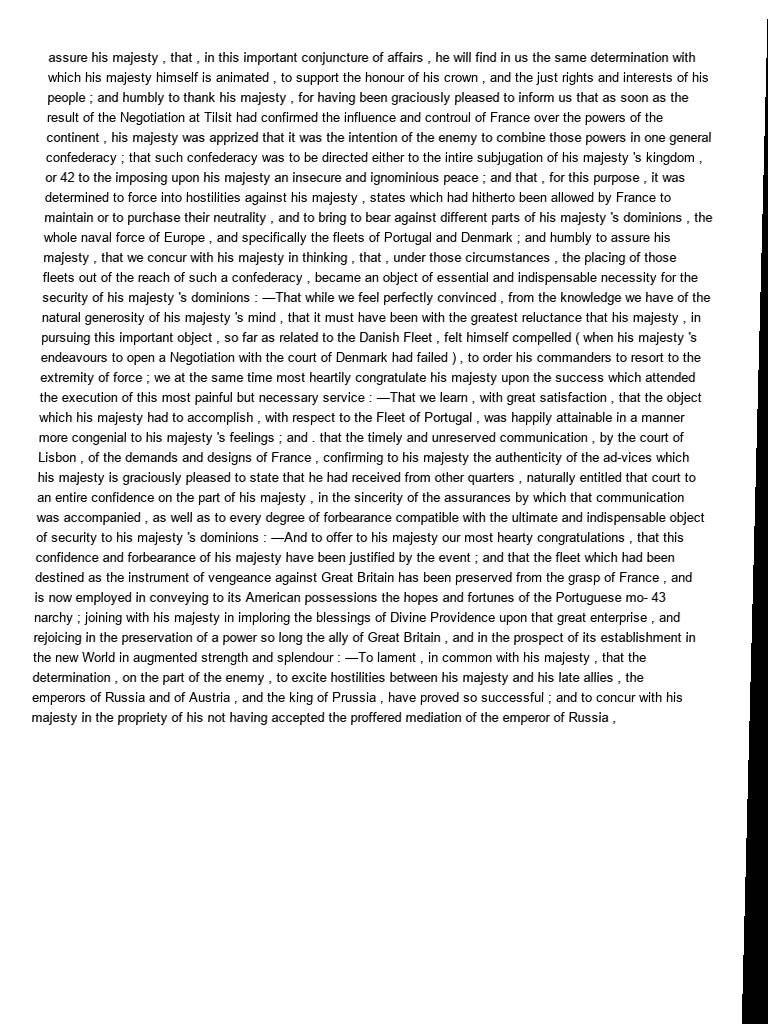 assure his majesty , that , in this important conjuncture of affairs , he will find in us the same determination with
which his majesty himself is animated , to support the honour of his crown , and the just rights and interests of his
people ; and humbly to thank his majesty , for having been graciously pleased to inform us that as soon as the
result of the Negotiation at Tilsit had confirmed the influence and controul of France over the powers of the
continent , his majesty was apprized that it was the intention of the enemy to combine those powers in one general
confederacy ; that such confederacy was to be directed either to the intire subjugation of his majesty 's kingdom ,
or 42 to the imposing upon his majesty an insecure and ignominious peace ; and that , for this purpose , it was
determined to force into hostilities against his majesty , states which had hitherto been allowed by France to
maintain or to purchase their neutrality , and to bring to bear against different parts of his majesty 's dominions , the
whole naval force of Europe , and specifically the fleets of Portugal and Denmark ; and humbly to assure his
majesty , that we concur with his majesty in thinking , that , under those circumstances , the placing of those
fleets out of the reach of such a confederacy , became an object of essential and indispensable necessity for the
security of his majesty 's dominions : —That while we feel perfectly convinced , from the knowledge we have of the
natural generosity of his majesty 's mind , that it must have been with the greatest reluctance that his majesty , in
pursuing this important object , so far as related to the Danish Fleet , felt himself compelled ( when his majesty 's
endeavours to open a Negotiation with the court of Denmark had failed ) , to order his commanders to resort to the
extremity of force ; we at the same time most heartily congratulate his majesty upon the success which attended
the execution of this most painful but necessary service : —That we learn , with great satisfaction , that the object
which his majesty had to accomplish , with respect to the Fleet of Portugal , was happily attainable in a manner
more congenial to his majesty 's feelings ; and . that the timely and unreserved communication , by the court of
Lisbon , of the demands and designs of France , confirming to his majesty the authenticity of the ad-vices which
his majesty is graciously pleased to state that he had received from other quarters , naturally entitled that court to
an entire confidence on the part of his majesty , in the sincerity of the assurances by which that communication
was accompanied , as well as to every degree of forbearance compatible with the ultimate and indispensable object
of security to his majesty 's dominions : —And to offer to his majesty our most hearty congratulations , that this
confidence and forbearance of his majesty have been justified by the event ; and that the fleet which had been
destined as the instrument of vengeance against Great Britain has been preserved from the grasp of France , and
is now employed in conveying to its American possessions the hopes and fortunes of the Portuguese mo- 43
narchy ; joining with his majesty in imploring the blessings of Divine Providence upon that great enterprise , and
rejoicing in the preservation of a power so long the ally of Great Britain , and in the prospect of its establishment in
the new World in augmented strength and splendour : —To lament , in common with his majesty , that the
determination , on the part of the enemy , to excite hostilities between his majesty and his late allies , the
emperors of Russia and of Austria , and the king of Prussia , have proved so successful ; and to concur with his
majesty in the propriety of his not having accepted the proffered mediation of the emperor of Russia ,